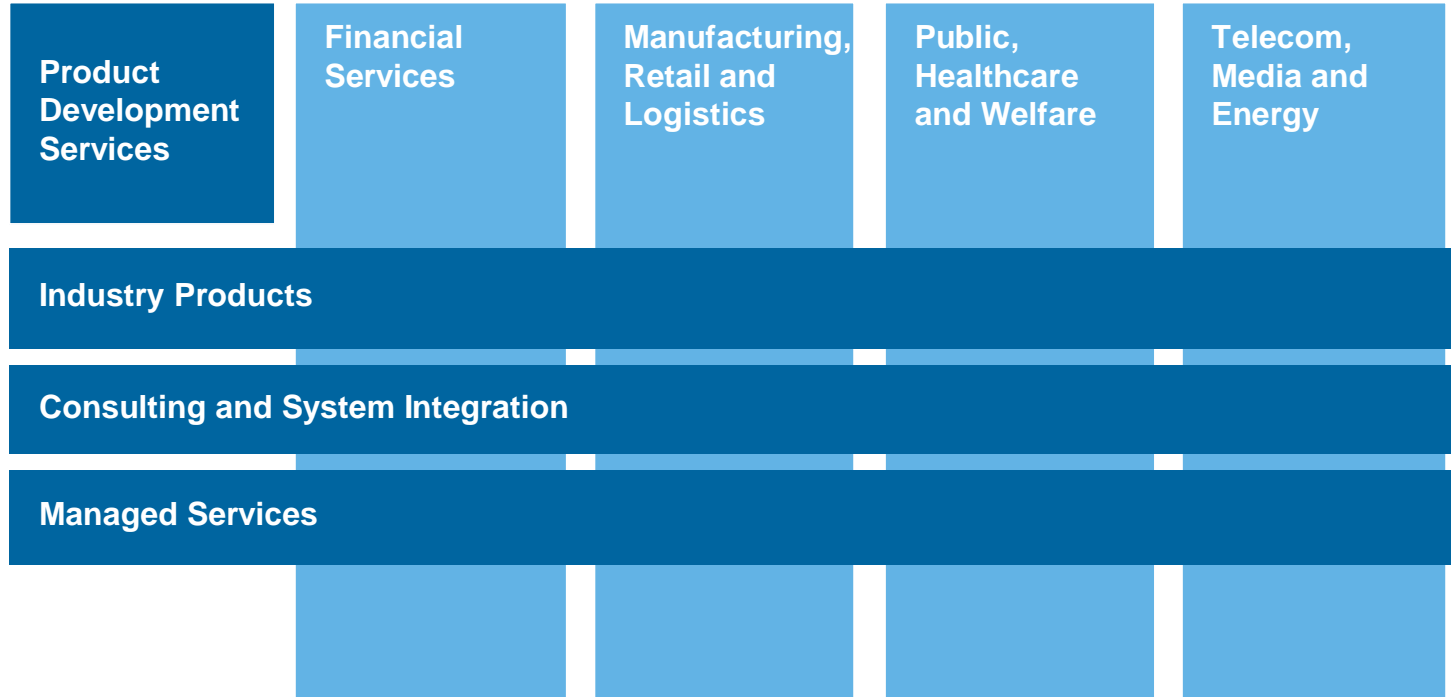 Product
Development
Services
Financial
Services
Manufacturing,
Retail and
Logistics
Public,
Healthcare
and Welfare
Telecom,
Media and
Energy
Industry Products
Consulting and System Integration
Managed Services